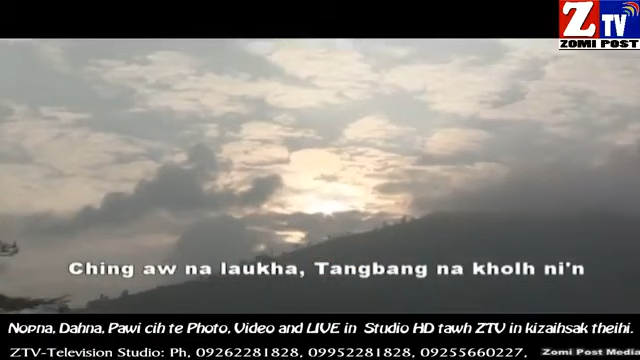 ZTV
ZOMI POST
Ching aw na laukha, Tangbang na kholh ni'n
Nopna, Dahna, Pawi cih te Photo, Video and LIVE in Studio HD tawh ZTV in kizaihsak theihi.
ZTV-Television Studio: Ph, 09262281828, 09952281828, 09255660227, Zomi Post Media